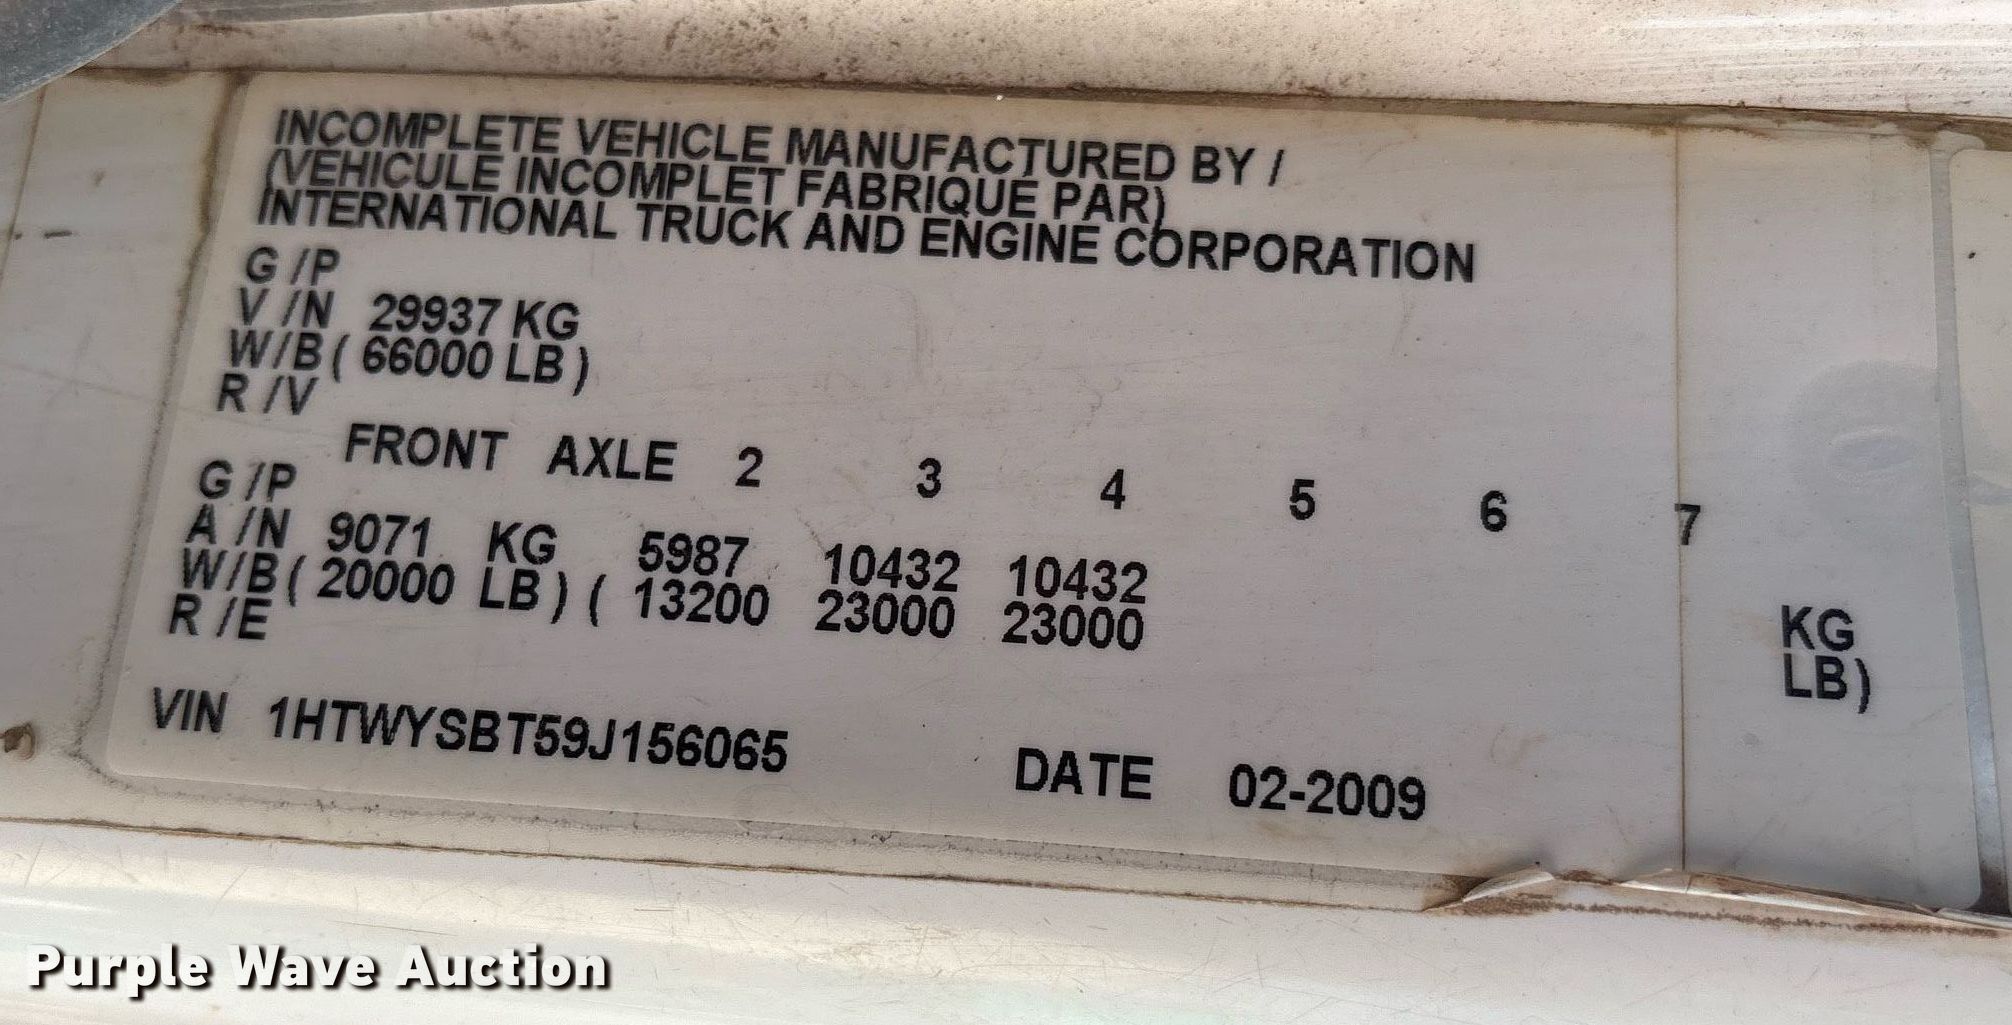 INCOMPLETE VEHICLE MANUFACTURED BY /
(VEHICULE INCOMPLET FABRIQUÉ PAR)
INTERNATIONAL TRUCK AND ENGINE CORPORATION
G /P
V /N 29937 KG
W/B ( 66000 LB )
R /V
FRONT AXLE 2 3 4 5 6 7
G /P
A /N 9071 KG 5987 10432 10432 KG
W/B ( 20000 LB ) ( 13200 23000 23000 LB )
R /E
VIN 1HTWYSBT59J156065 DATE 02-2009
Purple Wave Auction